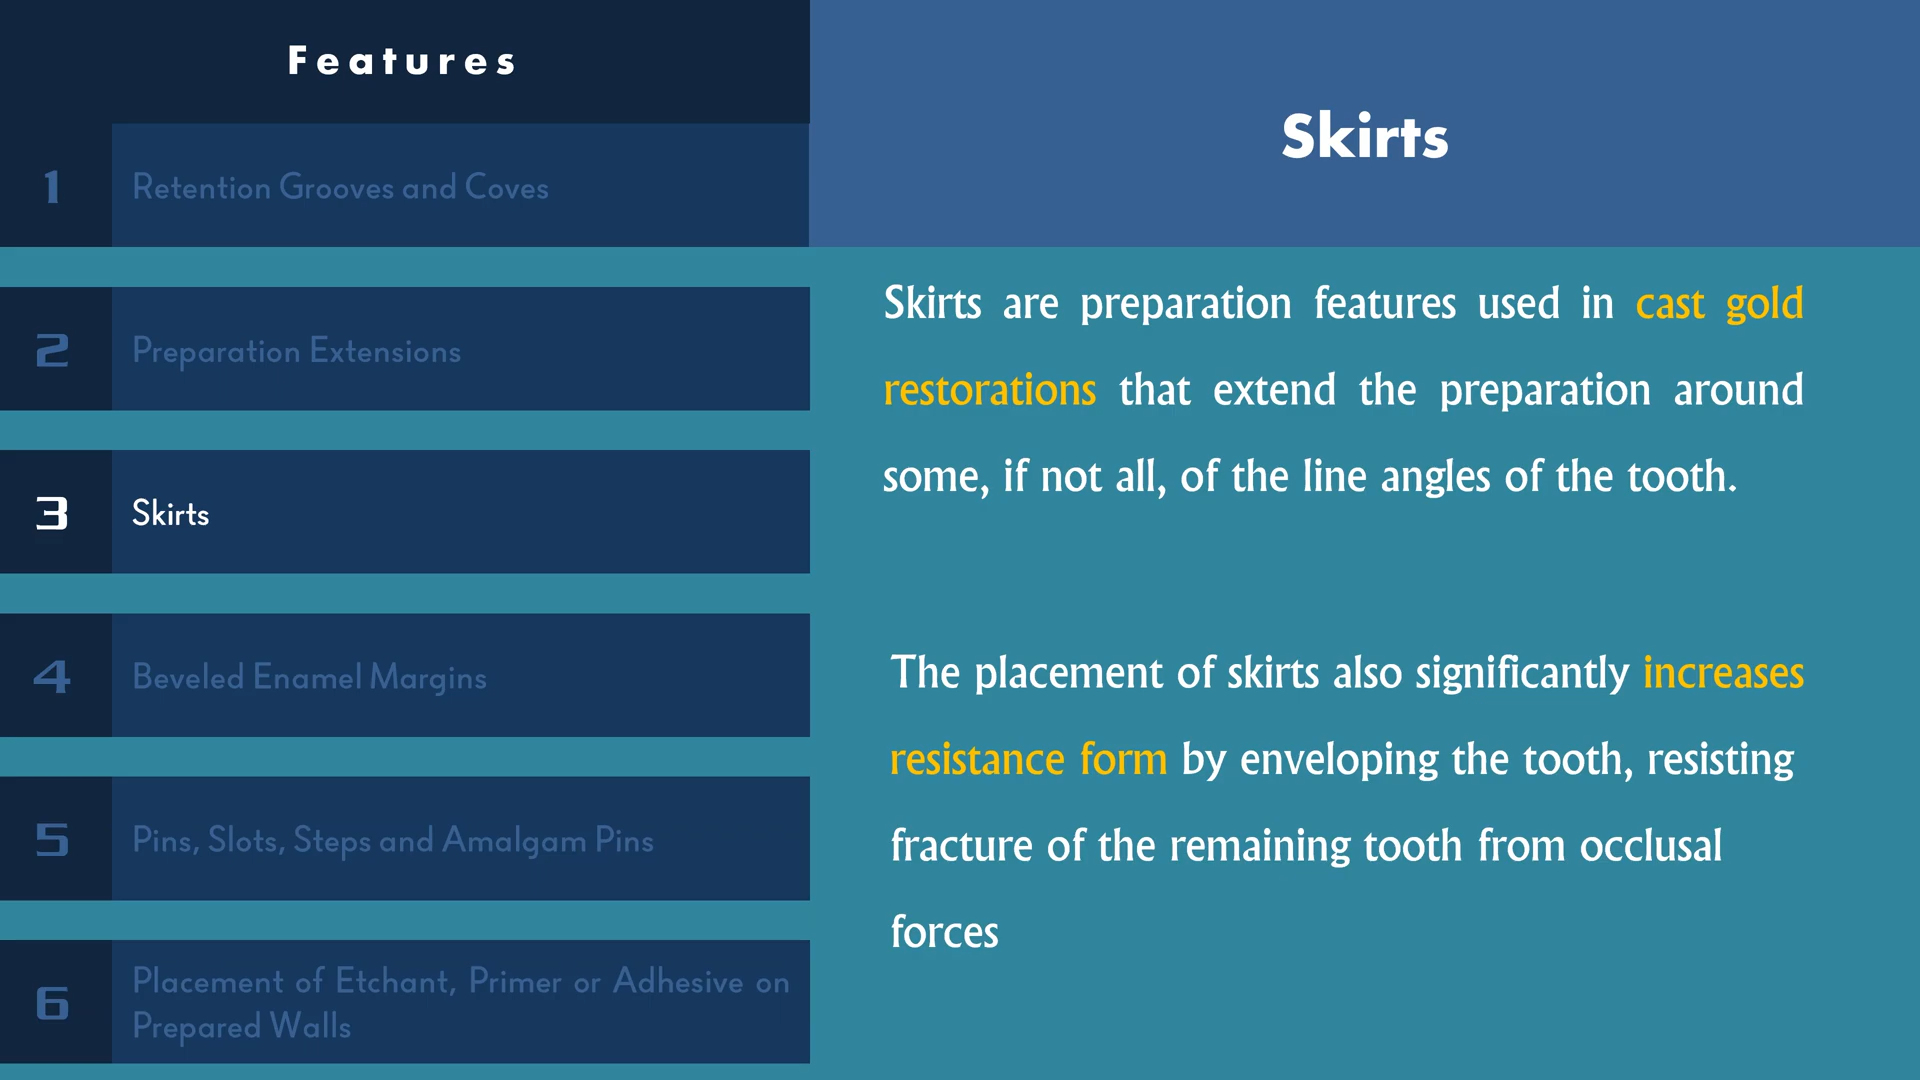 Features
1
Retention Grooves and Coves
2
Preparation Extensions
3
Skirts
4
Beveled Enamel Margins
5
Pins, Slots, Steps and Amalgam Pins
6
Placement of Etchant, Primer or Adhesive on
Prepared Walls
Skirts
Skirts are preparation features used in cast gold
restorations that extend the preparation around
some, if not all, of the line angles of the tooth.
The placement of skirts also significantly increases
resistance form by enveloping the tooth, resisting
fracture of the remaining tooth from occlusal
forces